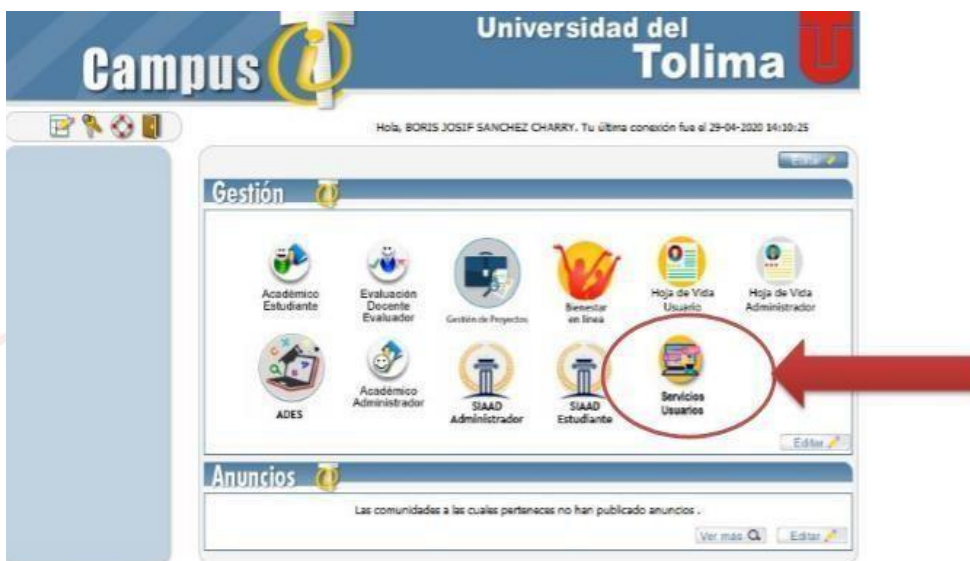 Campus iT
Universidad del
Tolima
Hola, BORIS JOSIF SANCHEZ CHARRY. Tu última conexión fue el 29-04-2020 14:10:25
Editar
Gestión
Académico
Estudiante
Evaluación
Docente
Evaluador
Gestión de Proyectos
Bienestar
en línea
Hoja de Vida
Usuario
Hoja de Vida
Administrador
ADES
Académico
Administrador
SIAAD
Administrador
SIAAD
Estudiante
Servicios
Usuarios
Editar
Anuncios
Las comunidades a las cuales perteneces no han publicado anuncios .
Ver más
Editar